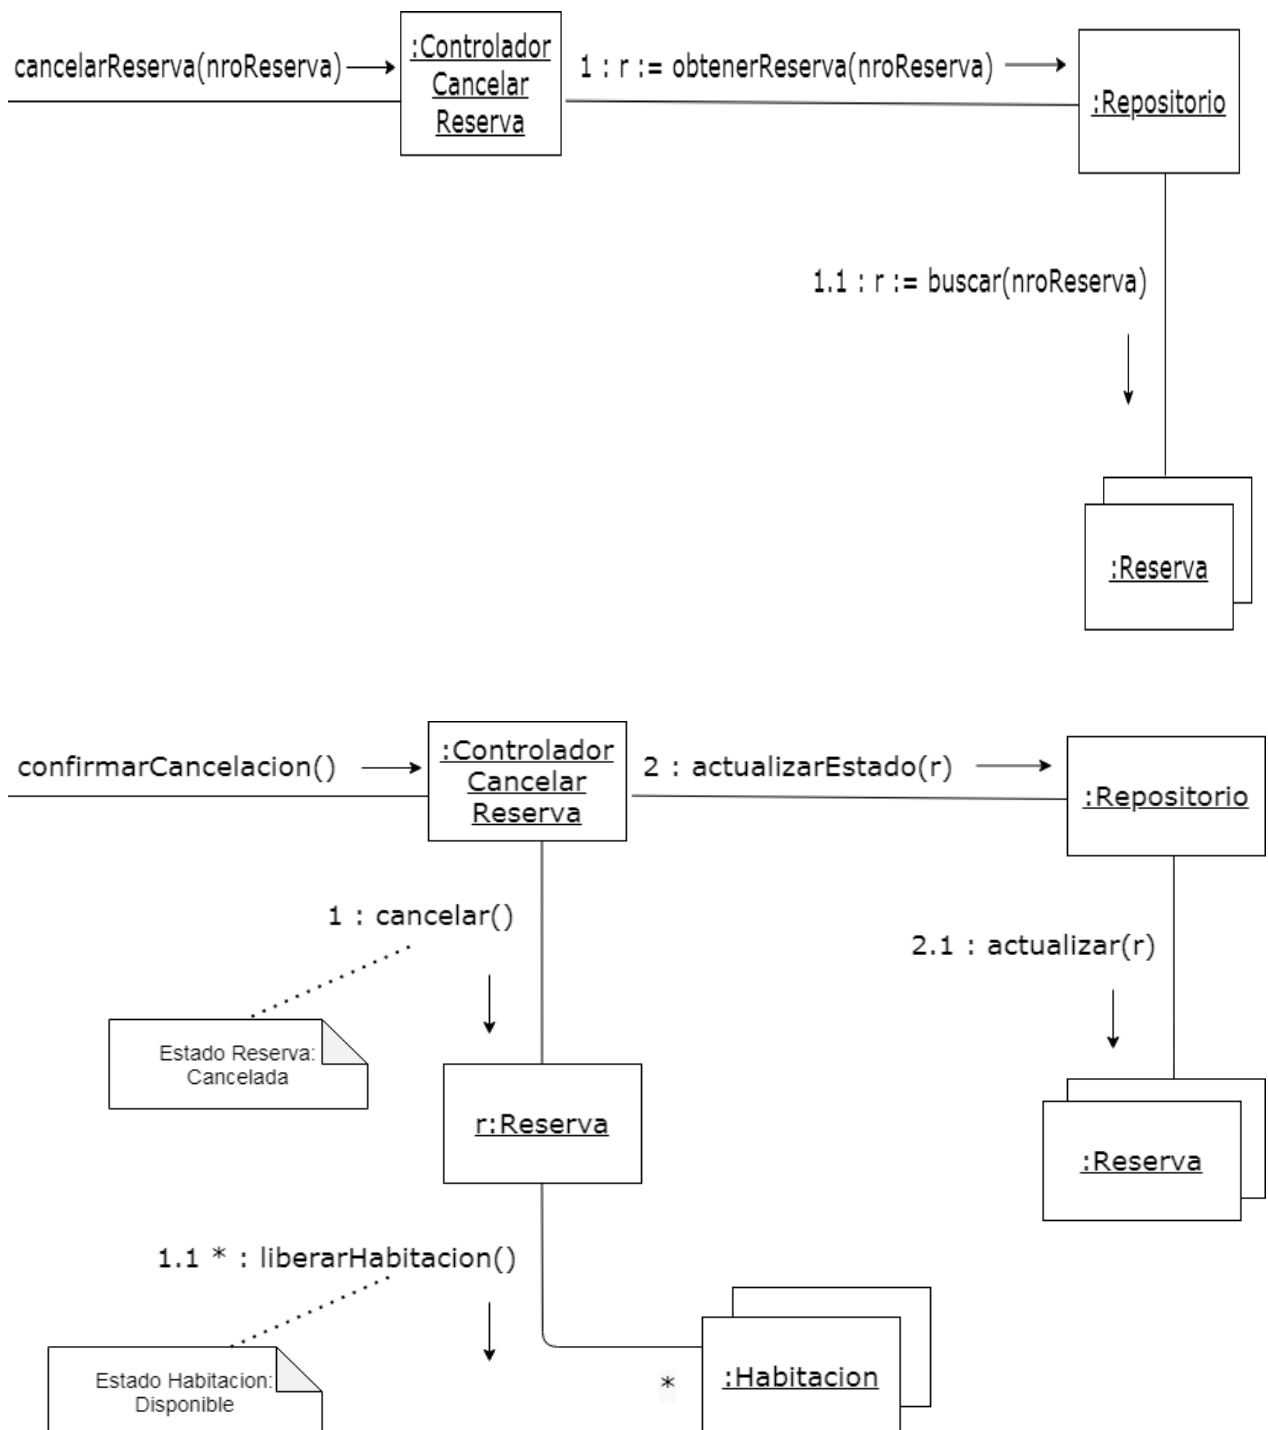 cancelarReserva(nroReserva)
:Controlador
Cancelar
Reserva
1 : r := obtenerReserva(nroReserva)
:Repositorio
1.1 : r := buscar(nroReserva)
:Reserva
confirmarCancelacion()
:Controlador
Cancelar
Reserva
2 : actualizarEstado(r)
:Repositorio
1 : cancelar()
2.1 : actualizar(r)
Estado Reserva:
Cancelada
r:Reserva
:Reserva
1.1 * : liberarHabitacion()
Estado Habitacion:
Disponible
*
:Habitacion